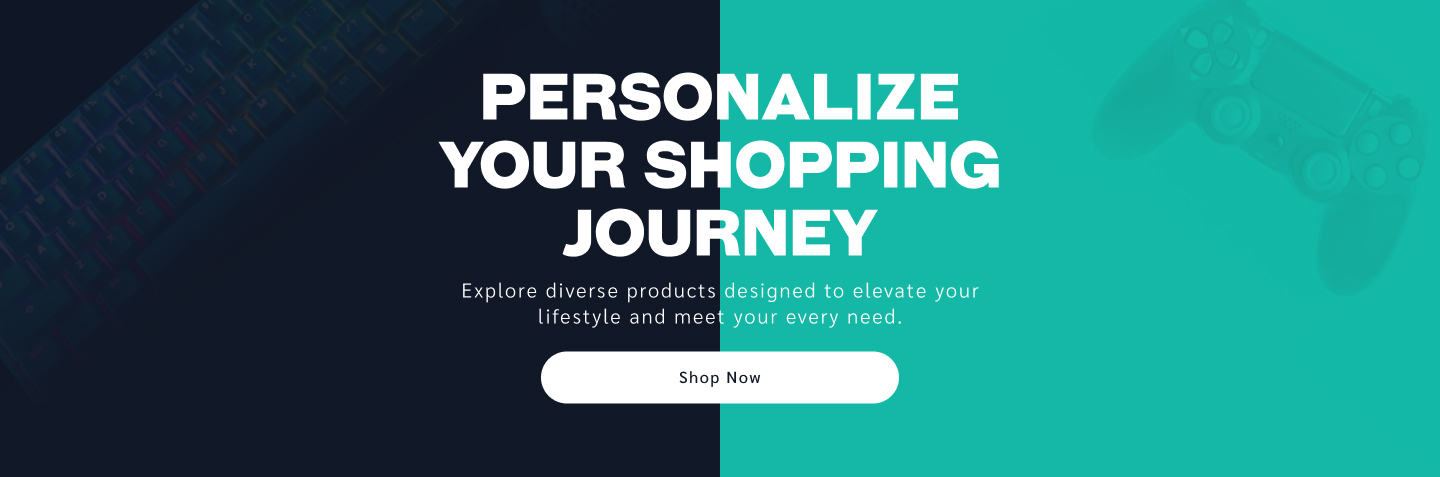 PERSONALIZE
YOUR SHOPPING
JOURNEY
Explore diverse products designed to elevate your
lifestyle and meet your every need.
Shop Now